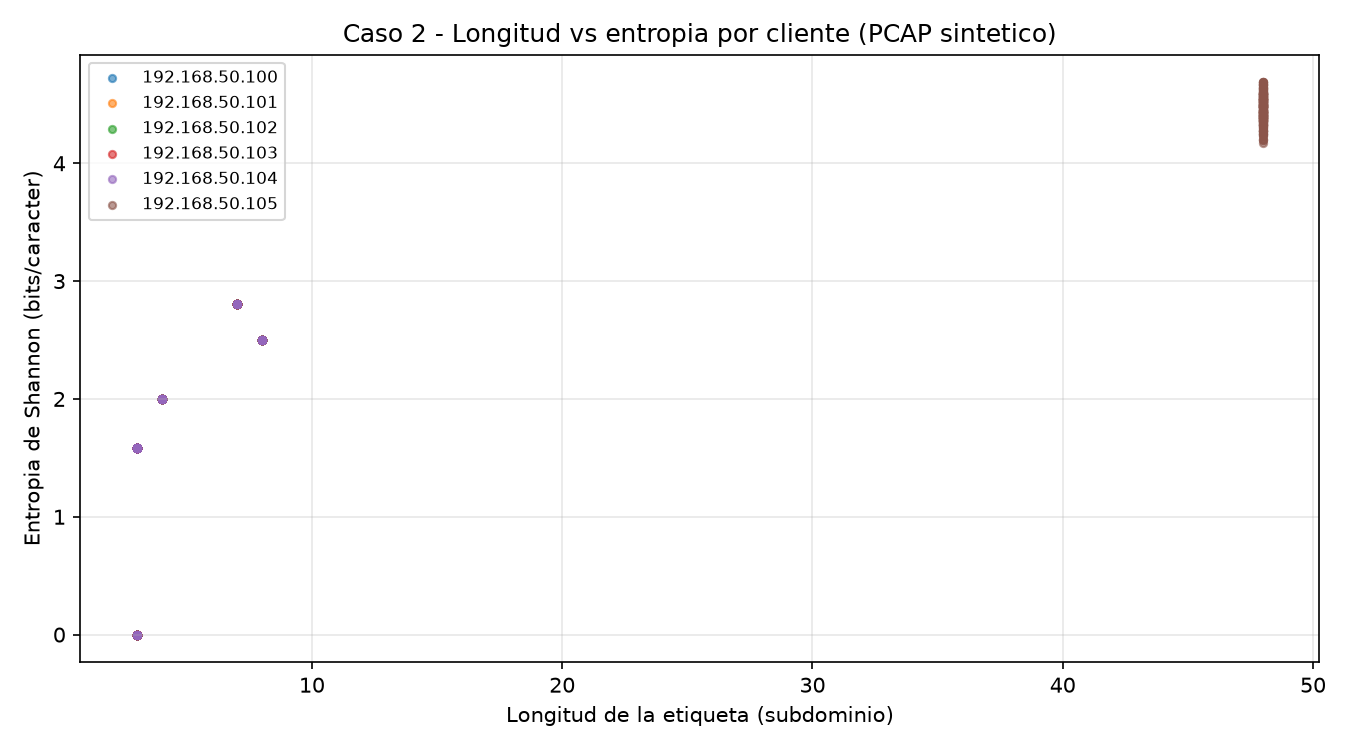 Caso 2 - Longitud vs entropia por cliente (PCAP sintetico)
192.168.50.100
192.168.50.101
192.168.50.102
192.168.50.103
192.168.50.104
192.168.50.105
Entropia de Shannon (bits/caracter)
4
3
2
1
0
10 20 30 40 50
Longitud de la etiqueta (subdominio)